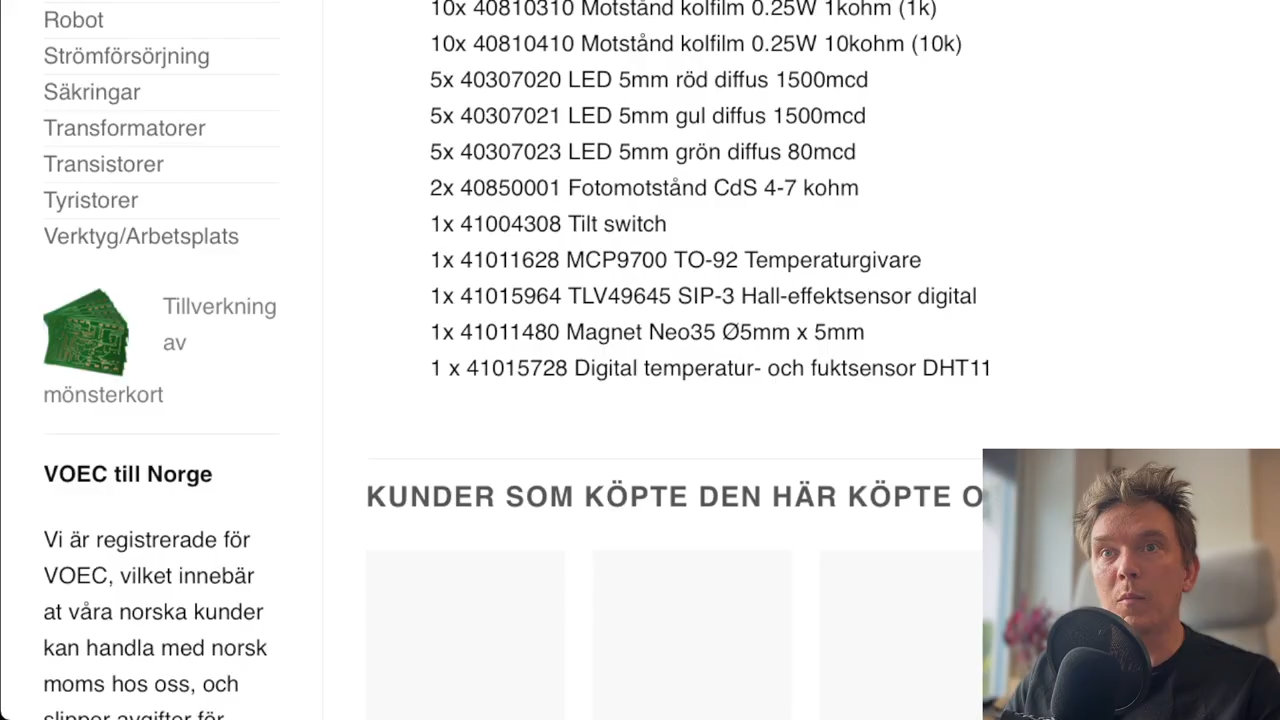 Robot
Strömförsörjning
Säkringar
Transformatorer
Transistorer
Tyristorer
Verktyg/Arbetsplats
Tillverkning
av
mönsterkort
VOEC till Norge
Vi är registrerade för
VOEC, vilket innebär
at våra norska kunder
kan handla med norsk
moms hos oss, och
slipper avgifter för
10x 40810310 Motstånd kolfilm 0.25W 1kohm (1k)
10x 40810410 Motstånd kolfilm 0.25W 10kohm (10k)
5x 40307020 LED 5mm röd diffus 1500mcd
5x 40307021 LED 5mm gul diffus 1500mcd
5x 40307023 LED 5mm grön diffus 80mcd
2x 40850001 Fotomotstånd CdS 4-7 kohm
1x 41004308 Tilt switch
1x 41011628 MCP9700 TO-92 Temperaturgivare
1x 41015964 TLV49645 SIP-3 Hall-effektsensor digital
1x 41011480 Magnet Neo35 Ø5mm x 5mm
1 x 41015728 Digital temperatur- och fuktsensor DHT11
KUNDER SOM KÖPTE DEN HÄR KÖPTE